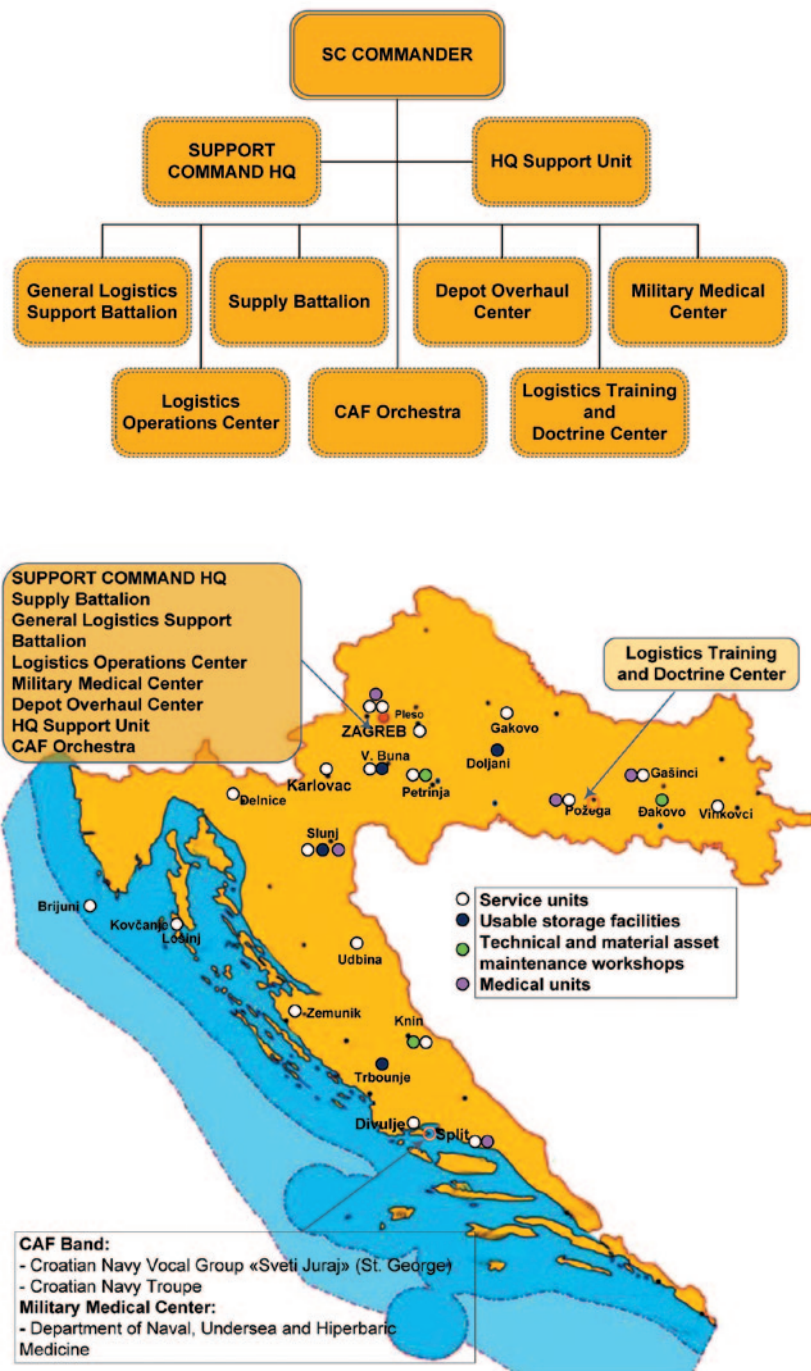 SC COMMANDER
SUPPORT
COMMAND HQ
HQ Support Unit
General Logistics
Support Battalion
Supply Battalion
Depot Overhaul
Center
Military Medical
Center
Logistics
Operations Center
CAF Orchestra
Logistics Training
and
Doctrine Center
SUPPORT COMMAND HQ
Supply Battalion
General Logistics Support
Battalion
Logistics Operations Center
Military Medical Center
Depot Overhaul Center
HQ Support Unit
CAF Orchestra
Logistics Training
and Doctrine Center
Pleso
ZAGREB
Gakovo
V. Buna
Doljani
Karlovac
Petrinja
Gašinci
Delnice
Požega
Đakovo
Vinkovci
Slunj
Brijuni
Kovčanje
Lošinj
Udbina
Service units
Usable storage facilities
Technical and material asset
maintenance workshops
Medical units
Zemunik
Knin
Trbounje
Divulje
Split
CAF Band:
- Croatian Navy Vocal Group «Sveti Juraj» (St. George)
- Croatian Navy Troupe
Military Medical Center:
- Department of Naval, Undersea and Hiperbaric
Medicine